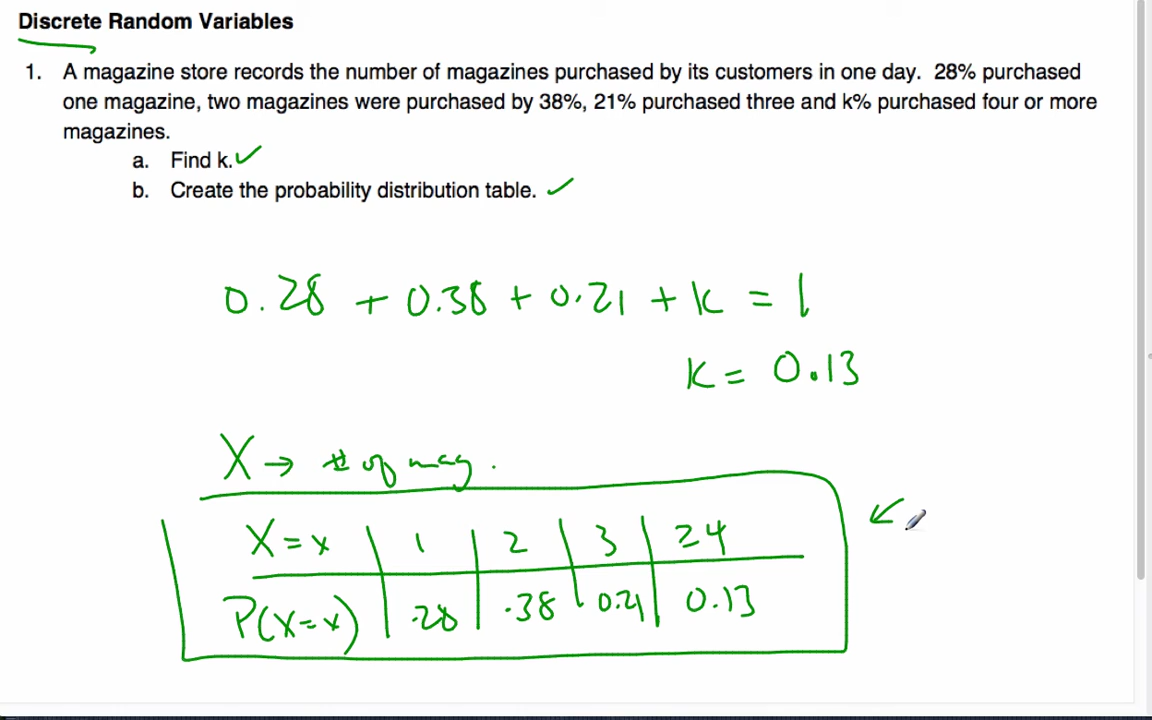 Discrete Random Variables
1. A magazine store records the number of magazines purchased by its customers in one day. 28% purchased
one magazine, two magazines were purchased by 38%, 21% purchased three and k% purchased four or more
magazines.
a. Find k. ✓
b. Create the probability distribution table. ✓
0.28 + 0.38 + 0.21 + k = 1
k = 0.13
X → # of mag.
X = x | 1 | 2 | 3 | ≥4
P(X = x) | .28 | .38 | 0.21 | 0.13